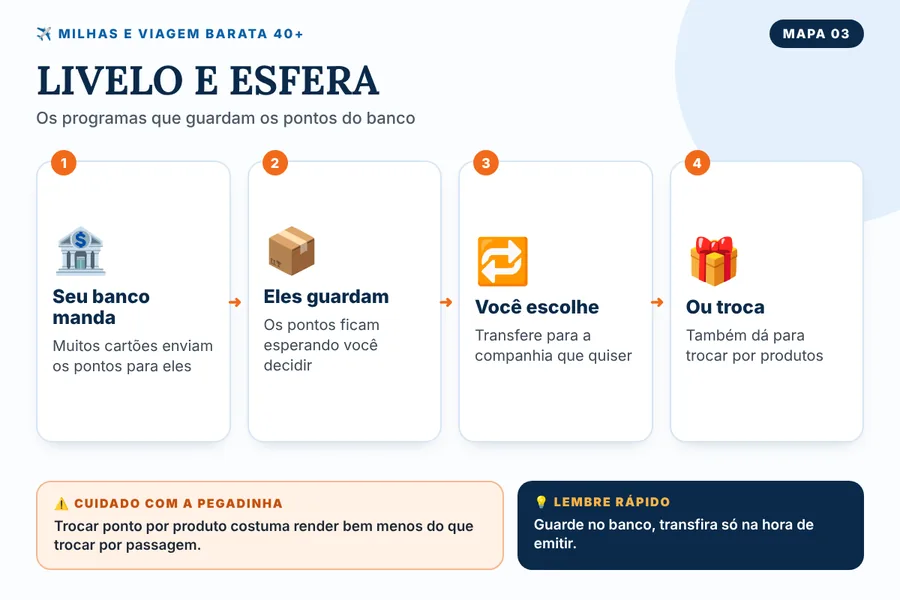 ✈️ MILHAS E VIAGEM BARATA 40+
MAPA 03
LIVELO E ESFERA
Os programas que guardam os pontos do banco
1
Seu banco
manda
Muitos cartões enviam
os pontos para eles
➜
2
Eles guardam
Os pontos ficam
esperando você
decidir
➜
3
Você escolhe
Transfere para a
companhia que quiser
➜
4
Ou troca
Também dá para
trocar por produtos
⚠️ CUIDADO COM A PEGADINHA
Trocar ponto por produto costuma render bem menos do que
trocar por passagem.
💡 LEMBRE RÁPIDO
Guarde no banco, transfira só na hora de
emitir.